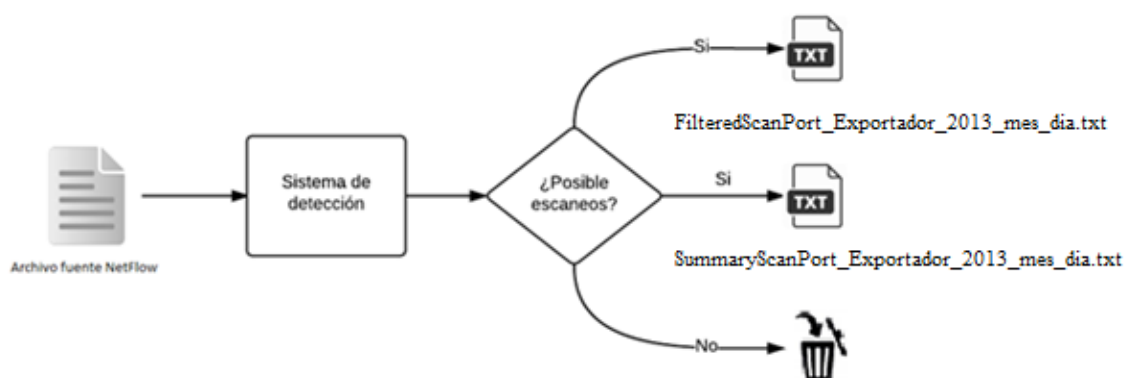 Si
TXT
FilteredScanPort_Exportador_2013_mes_dia.txt
Archivo fuente NetFlow
Sistema de
detección
¿Posible
escaneos?
Si
TXT
SummaryScanPort_Exportador_2013_mes_dia.txt
No